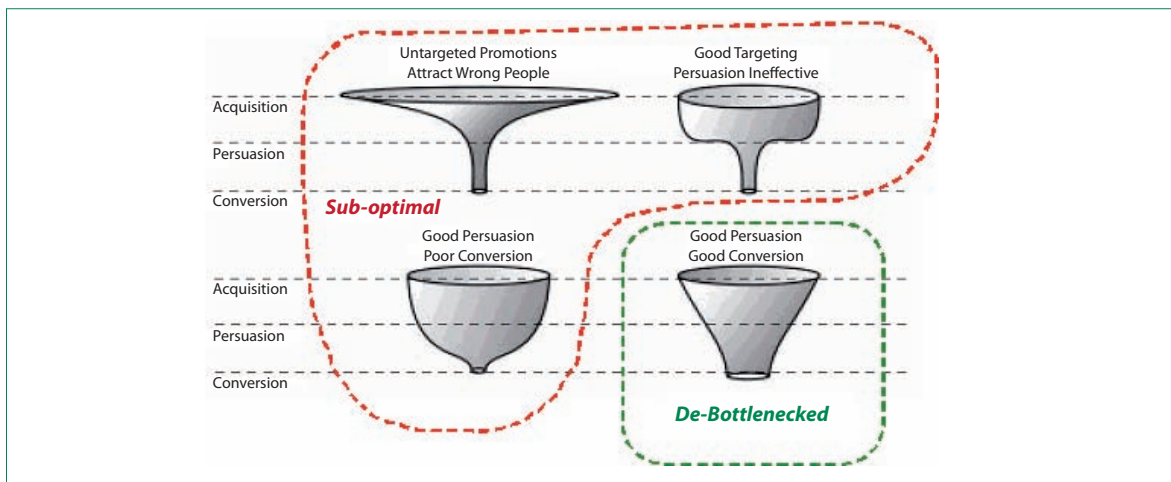 Untargeted Promotions
Attract Wrong People
Good Targeting
Persuasion Ineffective
Acquisition
Persuasion
Conversion
Sub-optimal
Good Persuasion
Poor Conversion
Good Persuasion
Good Conversion
Acquisition
Persuasion
Conversion
De-Bottlenecked